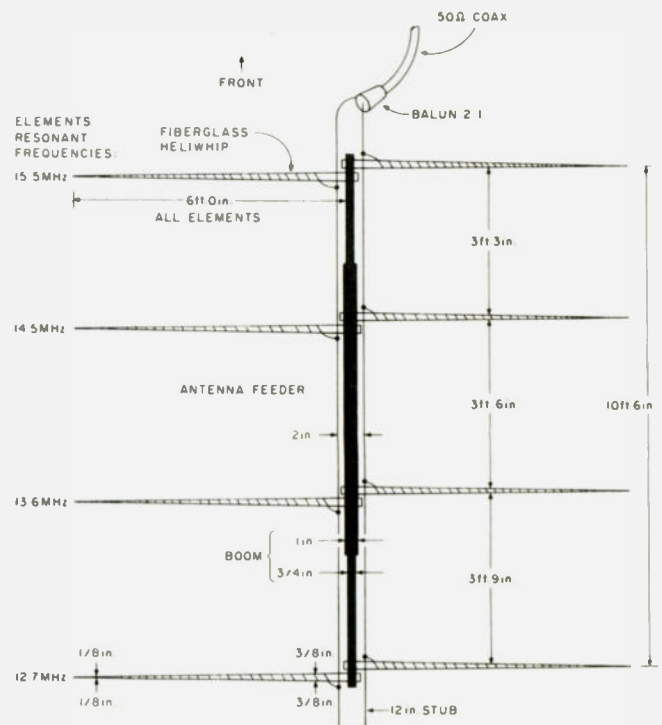 50Ω COAX
FRONT
BALUN 2 1
ELEMENTS
RESONANT
FREQUENCIES:
FIBERGLASS
HELIWHIP
15.5MHz
6ft 0in.
ALL ELEMENTS
3ft 3in.
14.5MHz
ANTENNA FEEDER
3ft 6in.
10ft 6in.
2in
13.6MHz
1in
BOOM
3/4in
3ft 9in.
1/8in.
3/8in.
12.7MHz
1/8in.
3/8in.
12in. STUB